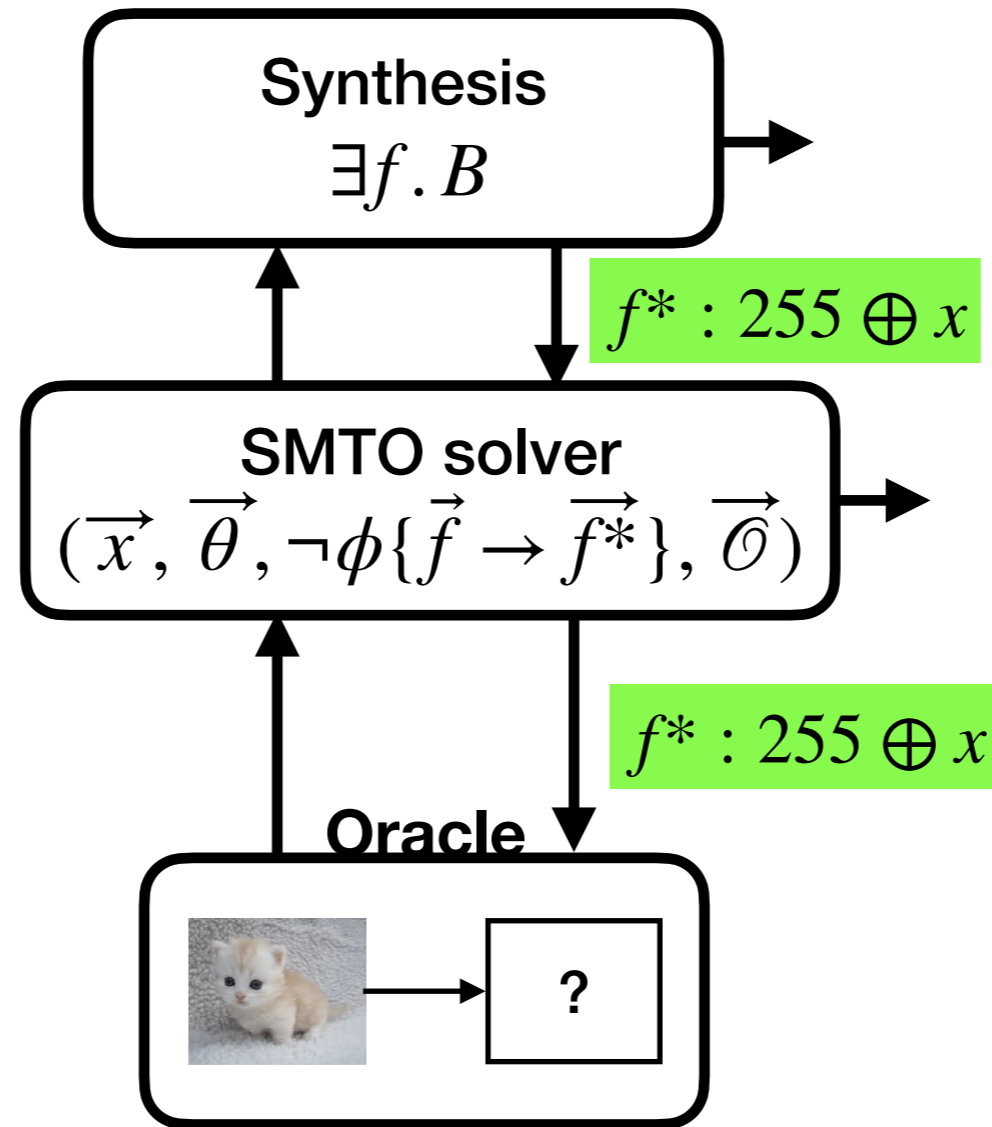 Synthesis
∃f . B
f* : 255 ⊕ x
SMTO solver
(x⃗, θ⃗, ¬ϕ{f⃗ → f*⃗}, 𝒪⃗)
f* : 255 ⊕ x
Oracle
?